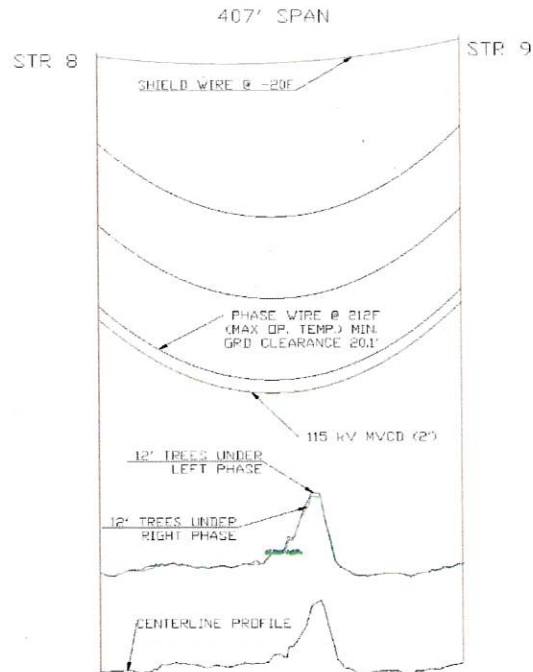 407' SPAN
STR 8
STR 9
SHIELD WIRE @ -20F
PHASE WIRE @ 212F
(MAX OP. TEMP.) MIN.
GRD CLEARANCE 20.1'
115 kV MVCD (2')
12' TREES UNDER
LEFT PHASE
12' TREES UNDER
RIGHT PHASE
CENTERLINE PROFILE